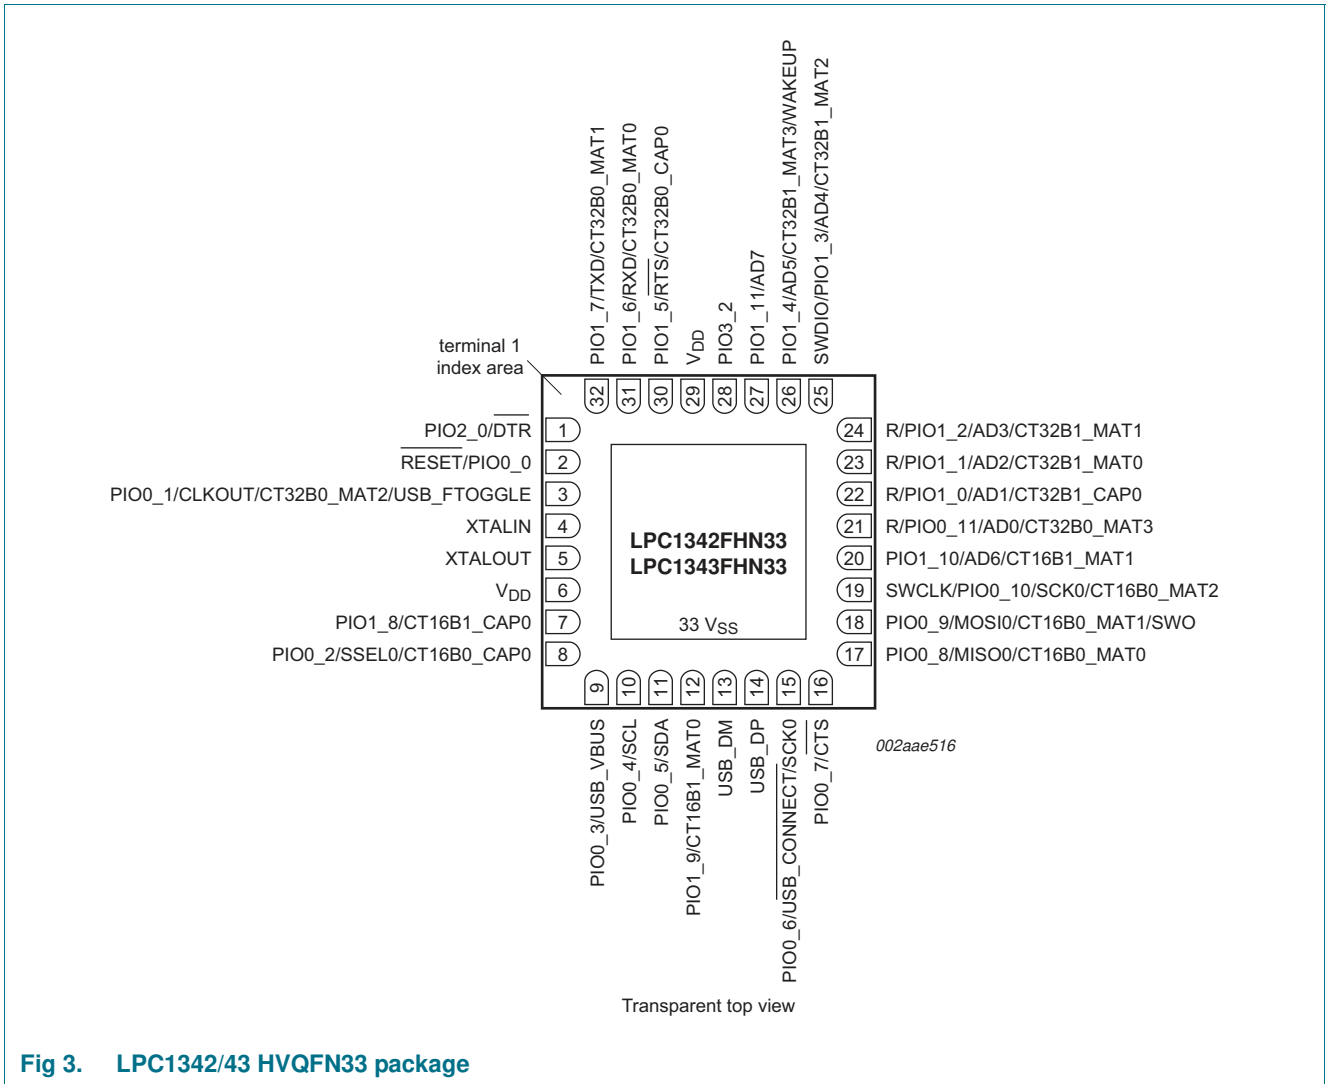 PIO1_7/TXD/CT32B0_MAT1
PIO1_6/RXD/CT32B0_MAT0
PIO1_5/RTS/CT32B0_CAP0
VDD
PIO3_2
PIO1_11/AD7
PIO1_4/AD5/CT32B1_MAT3/WAKEUP
SWDIO/PIO1_3/AD4/CT32B1_MAT2
terminal 1
index area
32 31 30 29 28 27 26 25
PIO2_0/DTR 1
RESET/PIO0_0 2
PIO0_1/CLKOUT/CT32B0_MAT2/USB_FTOGGLE 3
XTALIN 4
XTALOUT 5
VDD 6
PIO1_8/CT16B1_CAP0 7
PIO0_2/SSEL0/CT16B0_CAP0 8
LPC1342FHN33
LPC1343FHN33
33 VSS
24 R/PIO1_2/AD3/CT32B1_MAT1
23 R/PIO1_1/AD2/CT32B1_MAT0
22 R/PIO1_0/AD1/CT32B1_CAP0
21 R/PIO0_11/AD0/CT32B0_MAT3
20 PIO1_10/AD6/CT16B1_MAT1
19 SWCLK/PIO0_10/SCK0/CT16B0_MAT2
18 PIO0_9/MOSI0/CT16B0_MAT1/SWO
17 PIO0_8/MISO0/CT16B0_MAT0
9 10 11 12 13 14 15 16
PIO0_3/USB_VBUS
PIO0_4/SCL
PIO0_5/SDA
PIO1_9/CT16B1_MAT0
USB_DM
USB_DP
PIO0_6/USB_CONNECT/SCK0
PIO0_7/CTS
002aae516
Transparent top view
Fig 3. LPC1342/43 HVQFN33 package